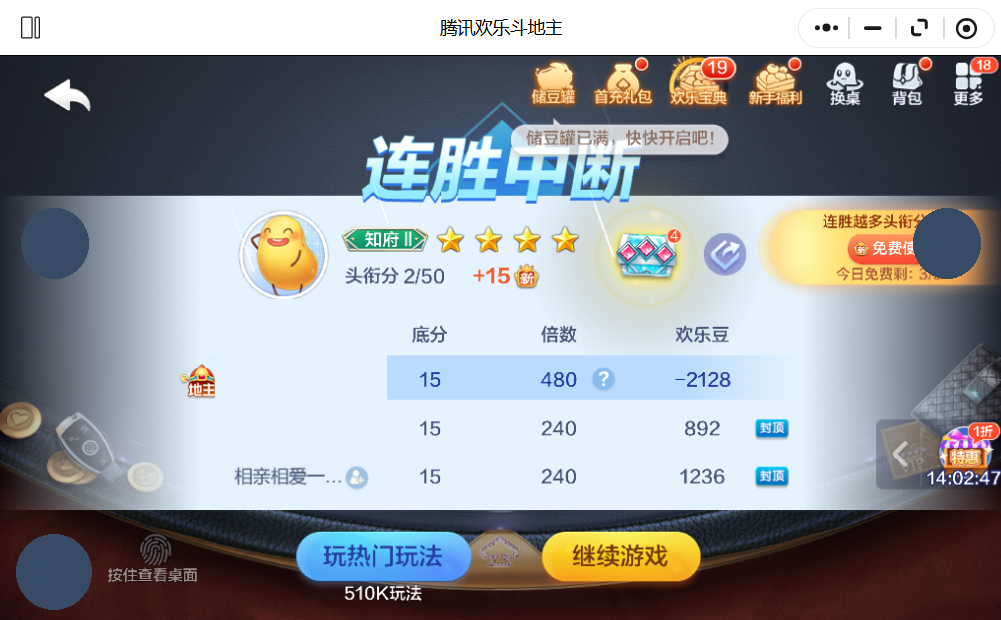 腾讯欢乐斗地主
19
18
储豆罐
首充礼包
欢乐宝典
新手福利
换桌
背包
更多
储豆罐已满，快快开启吧！
连胜中断
知府 II
头衔分 2/50
+15
新
4
连胜越多头衔分
免费使
今日免费剩：3/
底分
倍数
欢乐豆
地主
15
480
?
-2128
15
240
892
封顶
相亲相爱一...
15
240
1236
封顶
1折
特惠
14:02:47
按住查看桌面
玩热门玩法
继续游戏
510K玩法